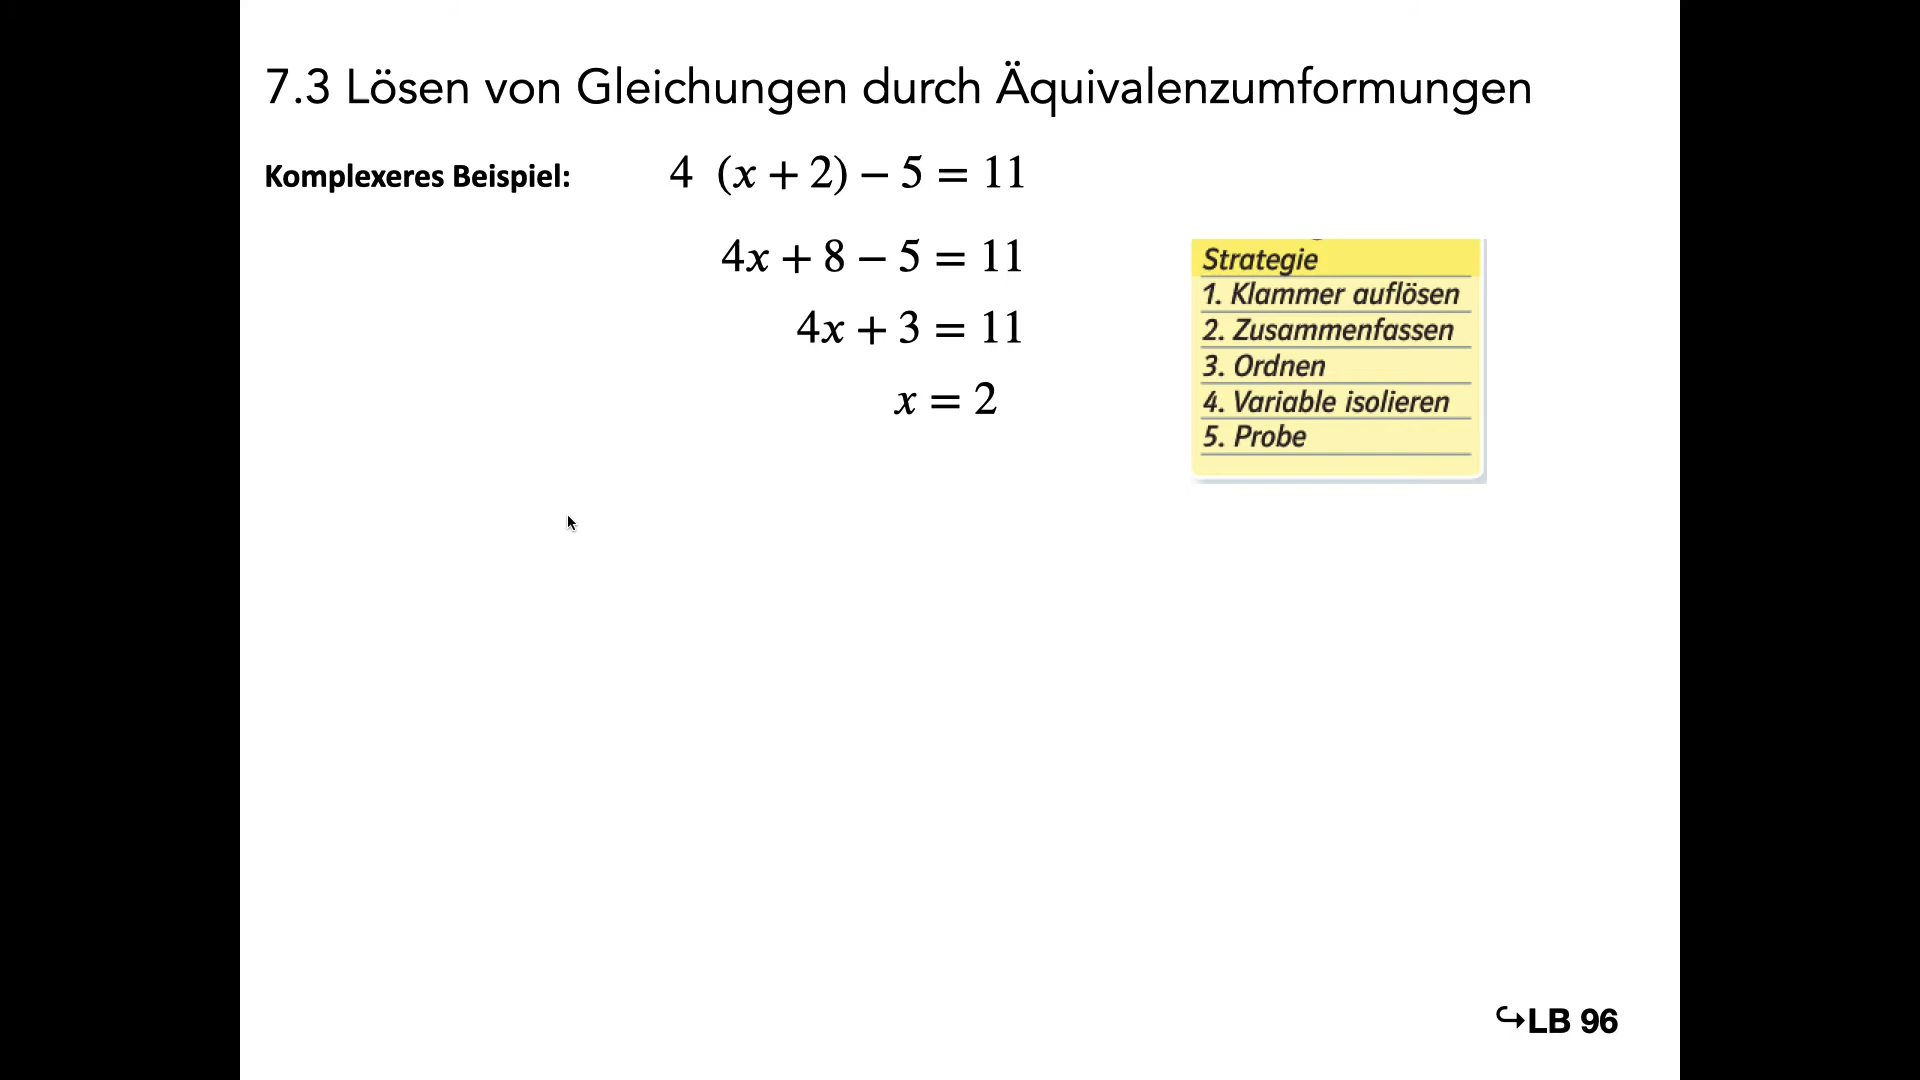 7.3 Lösen von Gleichungen durch Äquivalenzumformungen
Komplexeres Beispiel: 4 (x + 2) − 5 = 11
4x + 8 − 5 = 11
4x + 3 = 11
x = 2
Strategie
1. Klammer auflösen
2. Zusammenfassen
3. Ordnen
4. Variable isolieren
5. Probe
↪LB 96